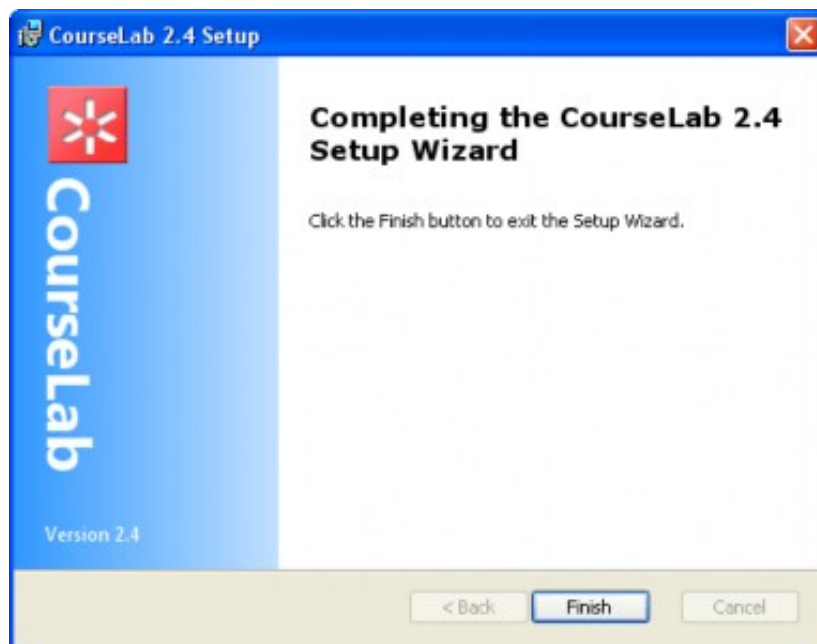 CourseLab 2.4 Setup
CourseLab
Version 2.4
Completing the CourseLab 2.4
Setup Wizard
Click the Finish button to exit the Setup Wizard.
< Back
Finish
Cancel